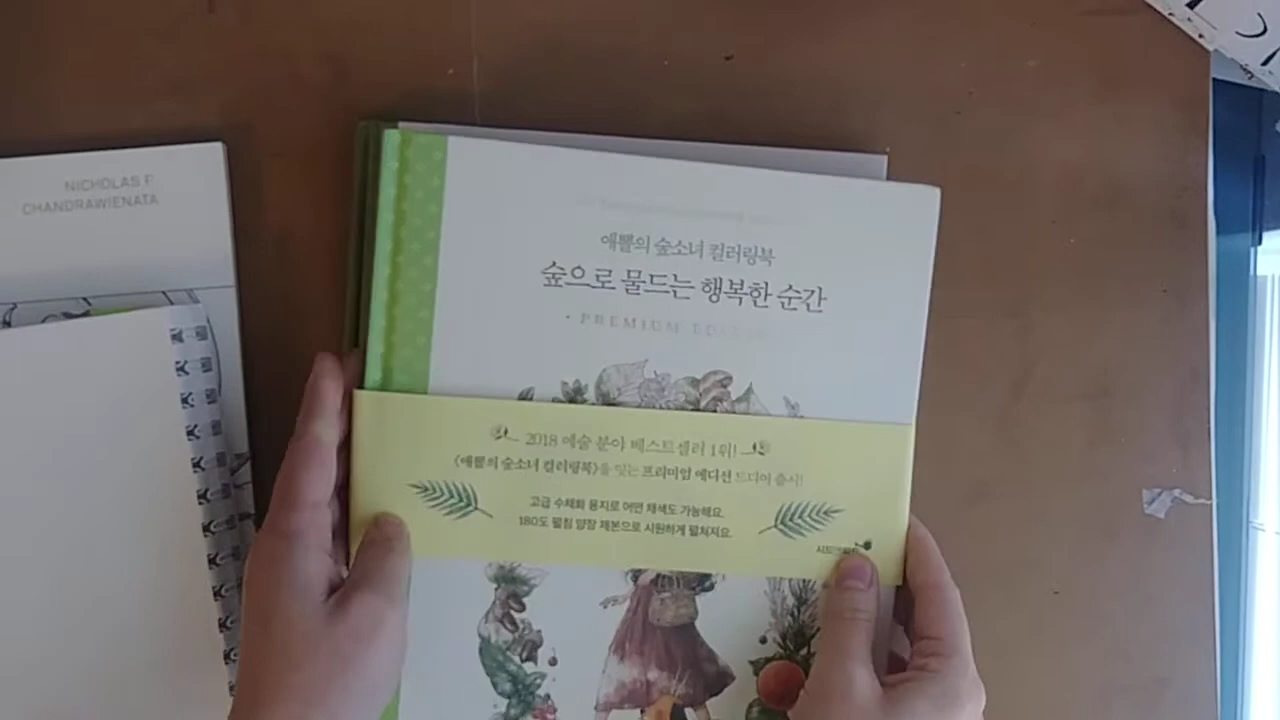 NICHOLAS F.
CHANDRAWIENATA
애뽈의 숲소녀 컬러링북
숲으로 물드는 행복한 순간
· PREMIUM EDITION
2018 예술 분야 베스트셀러 1위!
《애뽈의 숲소녀 컬러링북》을 잇는 프리미엄 에디션 드디어 출시!
고급 수채화 용지로 어떤 채색도 가능해요.
180도 펼침 양장 제본으로 시원하게 펼쳐져요.